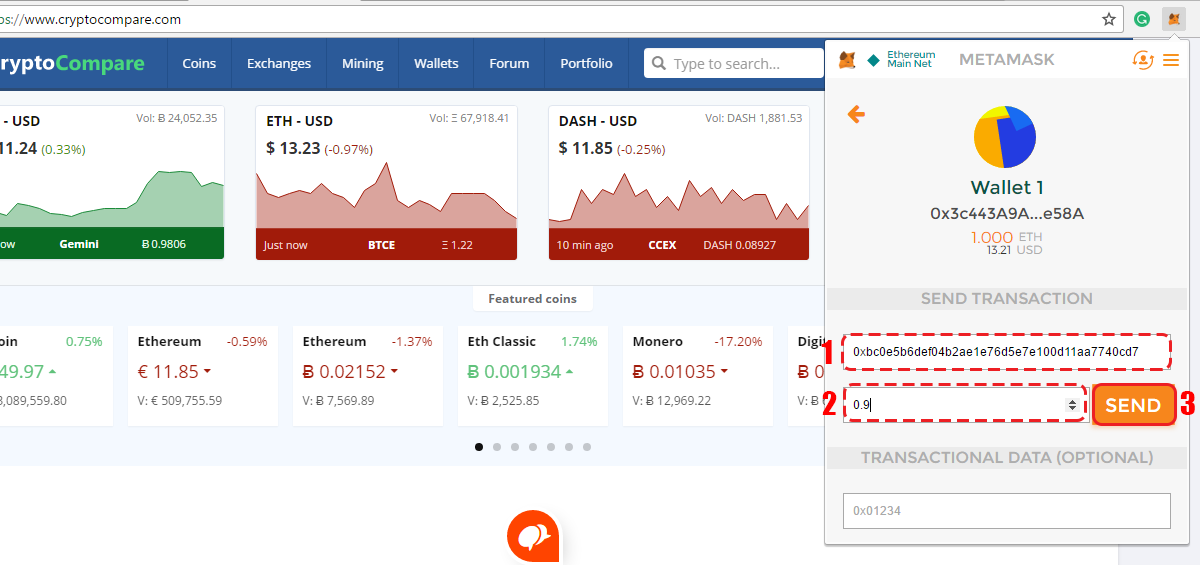 ps://www.cryptocompare.com
ryptoCompare
Coins
Exchanges
Mining
Wallets
Forum
Portfolio
Type to search...
- USD
Vol: Ƀ 24,052.35
11.24 (0.33%)
ow
Gemini
Ƀ 0.9806
ETH - USD
Vol: Ξ 67,918.41
$ 13.23 (-0.97%)
Just now
BTCE
Ξ 1.22
DASH - USD
Vol: DASH 1,881.53
$ 11.85 (-0.25%)
10 min ago
CCEX
DASH 0.08927
Featured coins
oin
0.75%
49.97
3,089,559.80
Ethereum
-0.59%
€ 11.85
V: € 509,755.59
Ethereum
-1.37%
Ƀ 0.02152
V: Ƀ 7,569.89
Eth Classic
1.74%
Ƀ 0.001934
V: Ƀ 2,525.85
Monero
-17.20%
Ƀ 0.01035
V: Ƀ 12,969.22
Digi
Ƀ 0
V: Ƀ
Ethereum
Main Net
METAMASK
Wallet 1
0x3c443A9A...e58A
1.000 ETH
13.21 USD
SEND TRANSACTION
1
0xbc0e5b6def04b2ae1e76d5e7e100d11aa7740cd7
2
0.9
SEND
3
TRANSACTIONAL DATA (OPTIONAL)
0x01234